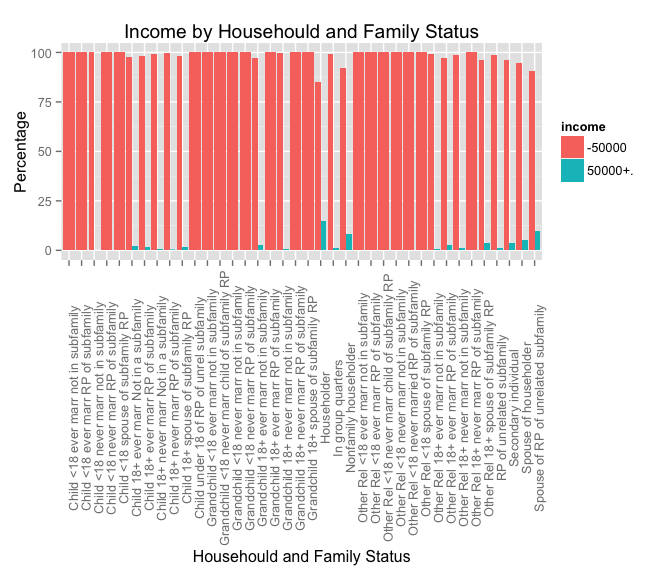 Income by Househould and Family Status
Percentage
100
75
50
25
0
Child <18 ever marr not in subfamily
Child <18 ever marr RP of subfamily
Child <18 never marr not in subfamily
Child <18 never marr RP of subfamily
Child <18 spouse of subfamily RP
Child 18+ ever marr Not in a subfamily
Child 18+ ever marr RP of subfamily
Child 18+ never marr Not in a subfamily
Child 18+ never marr RP of subfamily
Child 18+ spouse of subfamily RP
Child under 18 of RP of unrel subfamily
Grandchild <18 ever marr not in subfamily
Grandchild <18 never marr child of subfamily RP
Grandchild <18 never marr not in subfamily
Grandchild <18 never marr RP of subfamily
Grandchild 18+ ever marr not in subfamily
Grandchild 18+ ever marr RP of subfamily
Grandchild 18+ never marr not in subfamily
Grandchild 18+ never marr RP of subfamily
Grandchild 18+ spouse of subfamily RP
Householder
In group quarters
Nonfamily householder
Other Rel <18 ever marr not in subfamily
Other Rel <18 ever marr RP of subfamily
Other Rel <18 never marr child of subfamily RP
Other Rel <18 never marr not in subfamily
Other Rel <18 never married RP of subfamily
Other Rel <18 spouse of subfamily RP
Other Rel 18+ ever marr not in subfamily
Other Rel 18+ ever marr RP of subfamily
Other Rel 18+ never marr not in subfamily
Other Rel 18+ never marr RP of subfamily
Other Rel 18+ spouse of subfamily RP
RP of unrelated subfamily
Secondary individual
Spouse of householder
Spouse of RP of unrelated subfamily
Househould and Family Status
income
-50000
50000+.